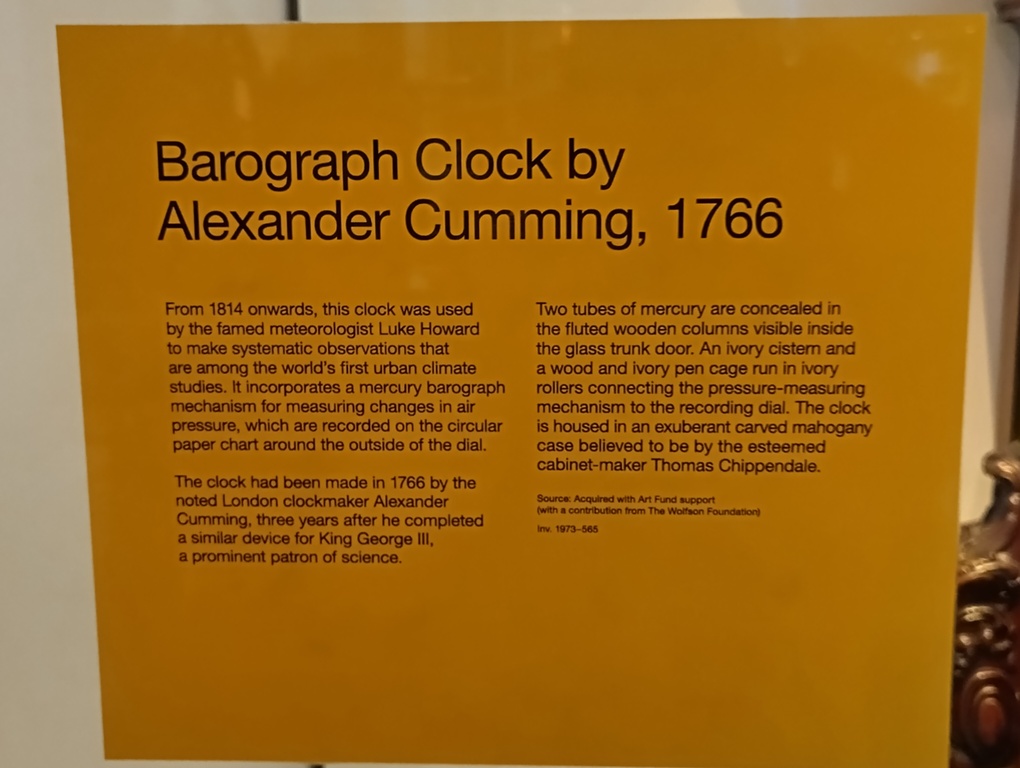 Barograph Clock by
Alexander Cumming, 1766
From 1814 onwards, this clock was used
by the famed meteorologist Luke Howard
to make systematic observations that
are among the world's first urban climate
studies. It incorporates a mercury barograph
mechanism for measuring changes in air
pressure, which are recorded on the circular
paper chart around the outside of the dial.
The clock had been made in 1766 by the
noted London clockmaker Alexander
Cumming, three years after he completed
a similar device for King George III,
a prominent patron of science.
Two tubes of mercury are concealed in
the fluted wooden columns visible inside
the glass trunk door. An ivory cistern and
a wood and ivory pen cage run in ivory
rollers connecting the pressure-measuring
mechanism to the recording dial. The clock
is housed in an exuberant carved mahogany
case believed to be by the esteemed
cabinet-maker Thomas Chippendale.
Source: Acquired with Art Fund support
(with a contribution from The Wolfson Foundation)
Inv. 1973–565